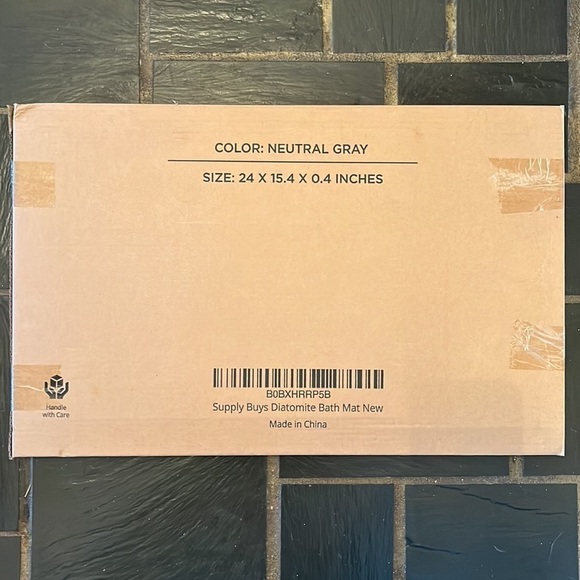 COLOR: NEUTRAL GRAY
SIZE: 24 X 15.4 X 0.4 INCHES
Handle
with Care
B0BXHRRP5B
Supply Buys Diatomite Bath Mat New
Made in China